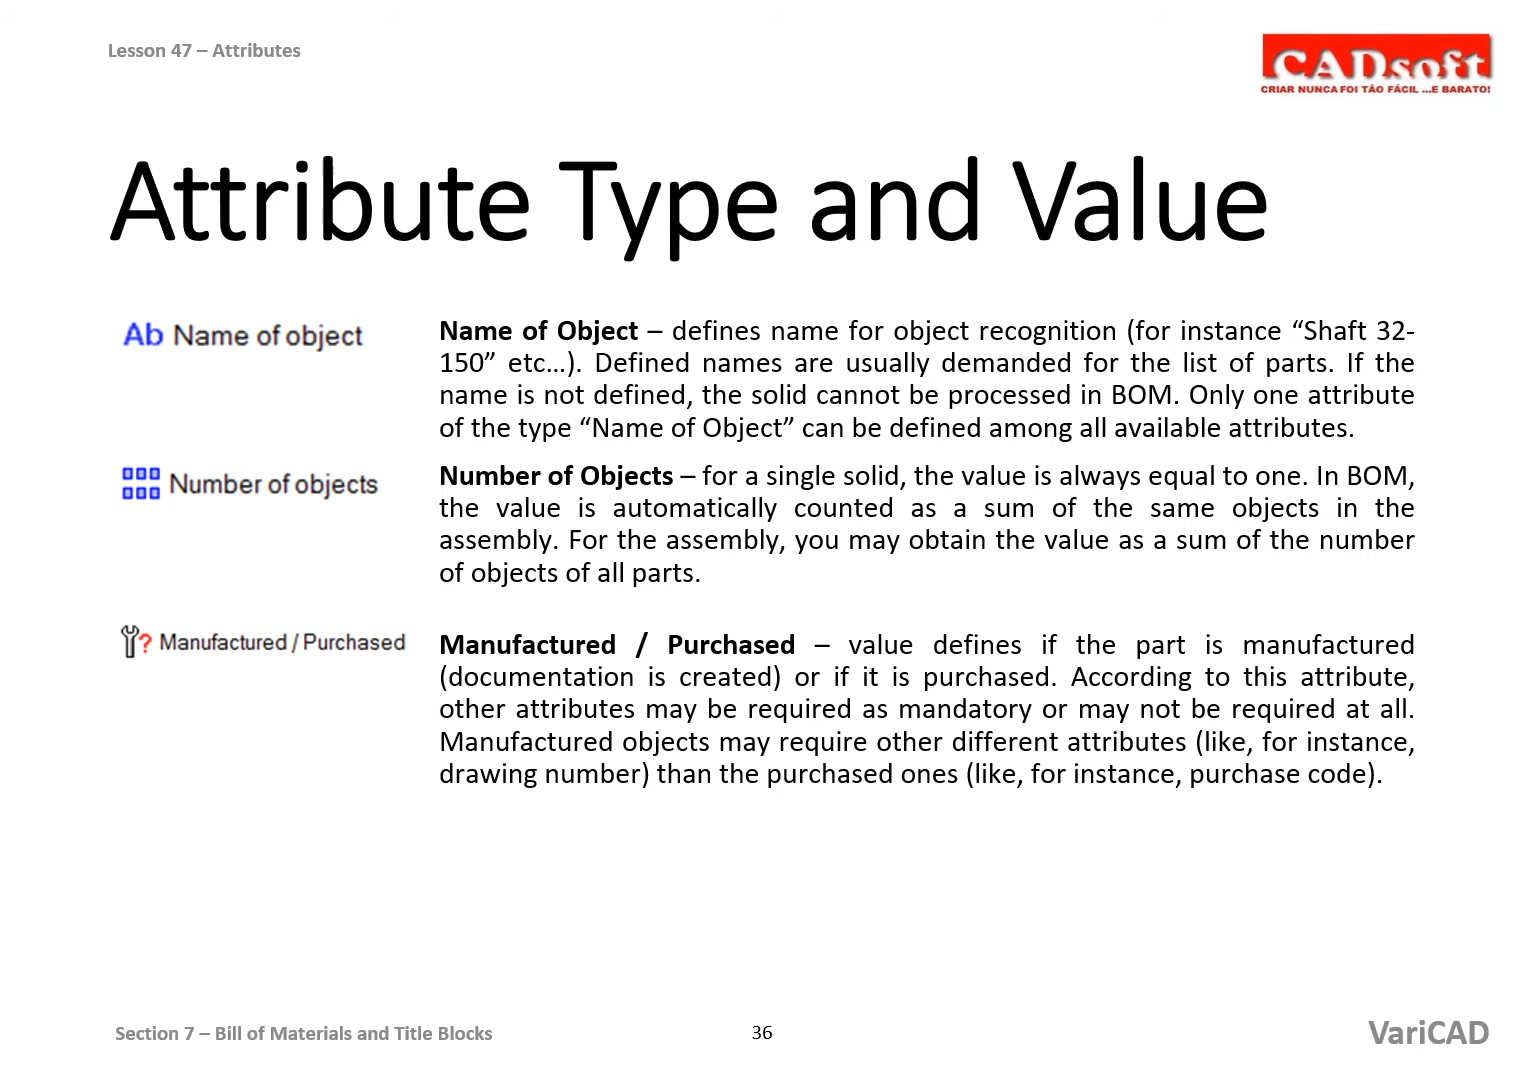 Lesson 47 – Attributes
CADsoft
CRIAR NUNCA FOI TÃO FÁCIL ...E BARATO!
Attribute Type and Value
Ab Name of object
Name of Object – defines name for object recognition (for instance “Shaft 32-
150” etc…). Defined names are usually demanded for the list of parts. If the
name is not defined, the solid cannot be processed in BOM. Only one attribute
of the type “Name of Object” can be defined among all available attributes.
Number of objects
Number of Objects – for a single solid, the value is always equal to one. In BOM,
the value is automatically counted as a sum of the same objects in the
assembly. For the assembly, you may obtain the value as a sum of the number
of objects of all parts.
? Manufactured / Purchased
Manufactured / Purchased – value defines if the part is manufactured
(documentation is created) or if it is purchased. According to this attribute,
other attributes may be required as mandatory or may not be required at all.
Manufactured objects may require other different attributes (like, for instance,
drawing number) than the purchased ones (like, for instance, purchase code).
Section 7 – Bill of Materials and Title Blocks
36
VariCAD